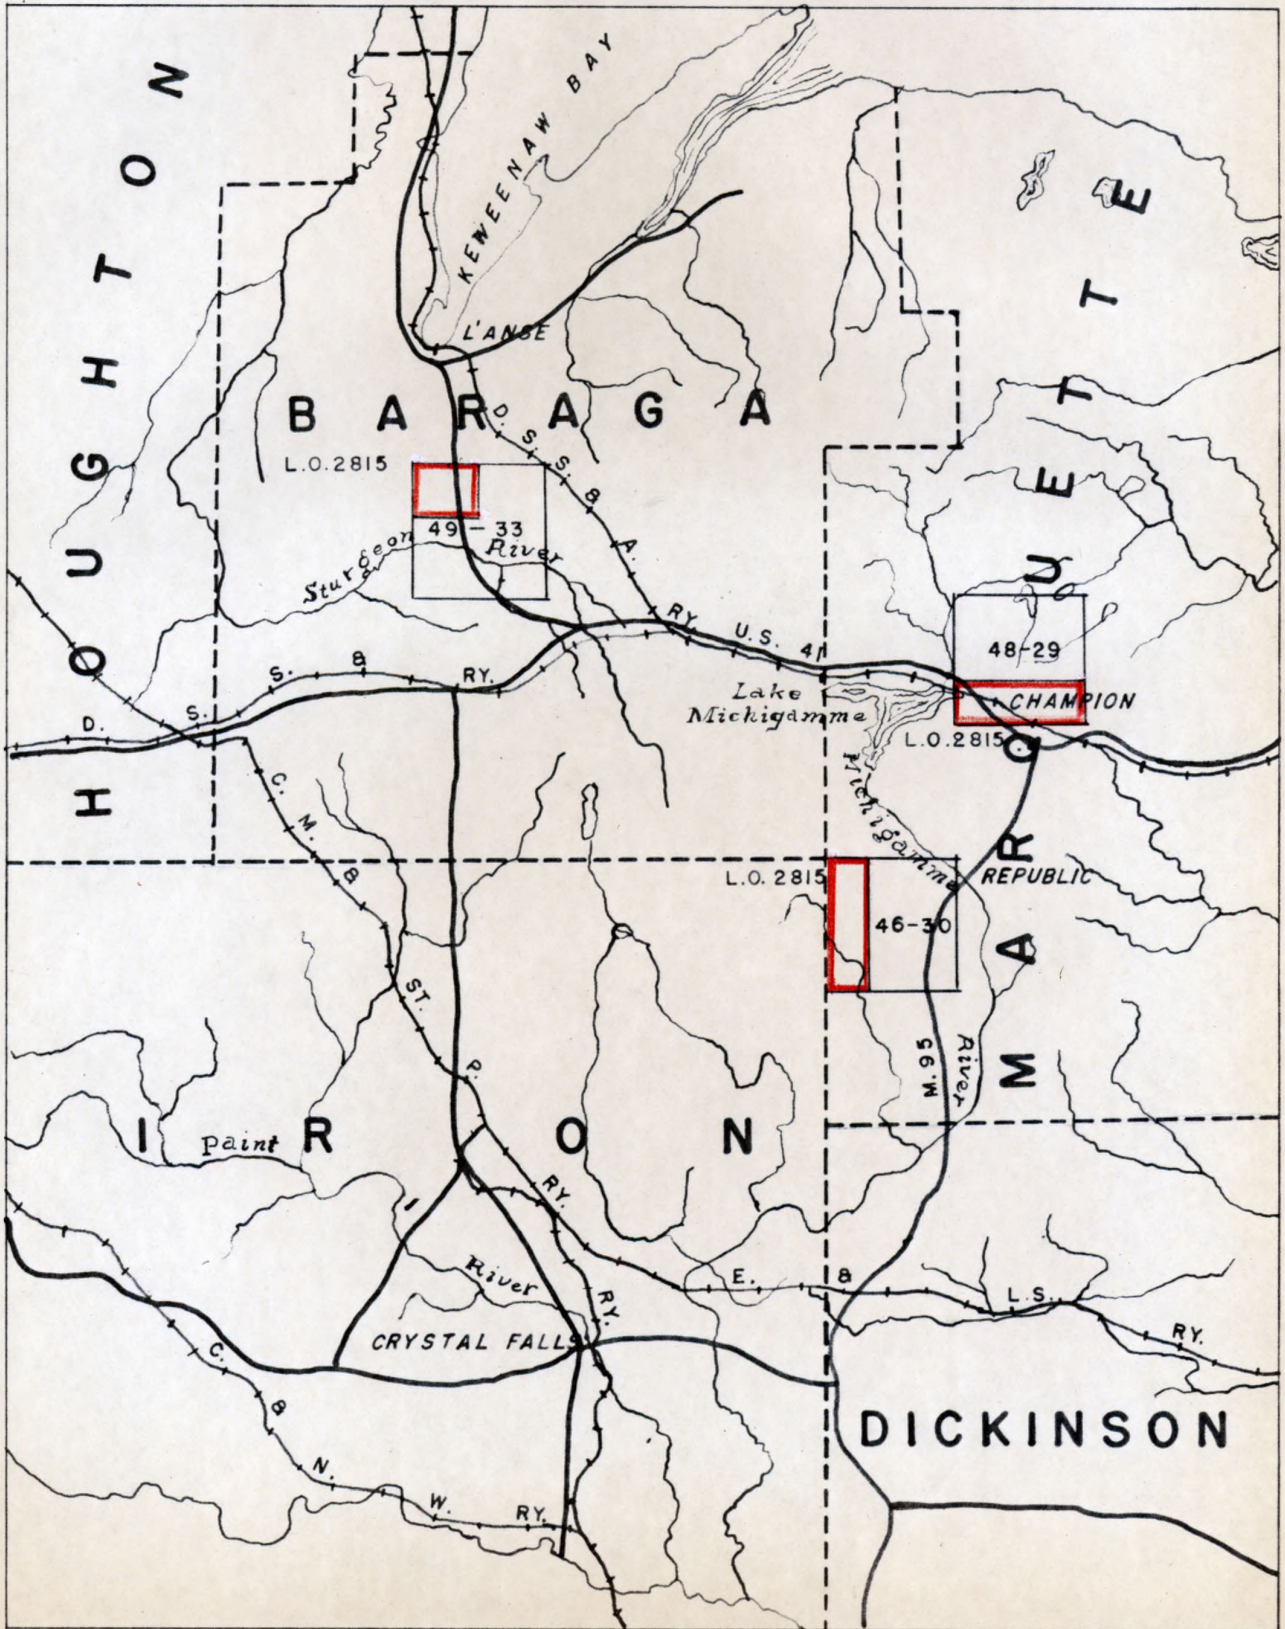 HOUGHTON
KEWEENAW BAY
MARQUETTE
L'ANSE
BARAGA
L.O.2815
D. S. S. & A. RY.
49-33
Sturgeon River
U.S. 41
48-29
CHAMPION
L.O.2815
Lake
Michigamme
D. S. S. & RY.
C. M. & ST. P. RY.
Michigamme River
REPUBLIC
L.O. 2815
46-30
M. 95
IRON
Paint River
RY.
E. & L.S. RY.
CRYSTAL FALLS
C. & N. W. RY.
DICKINSON